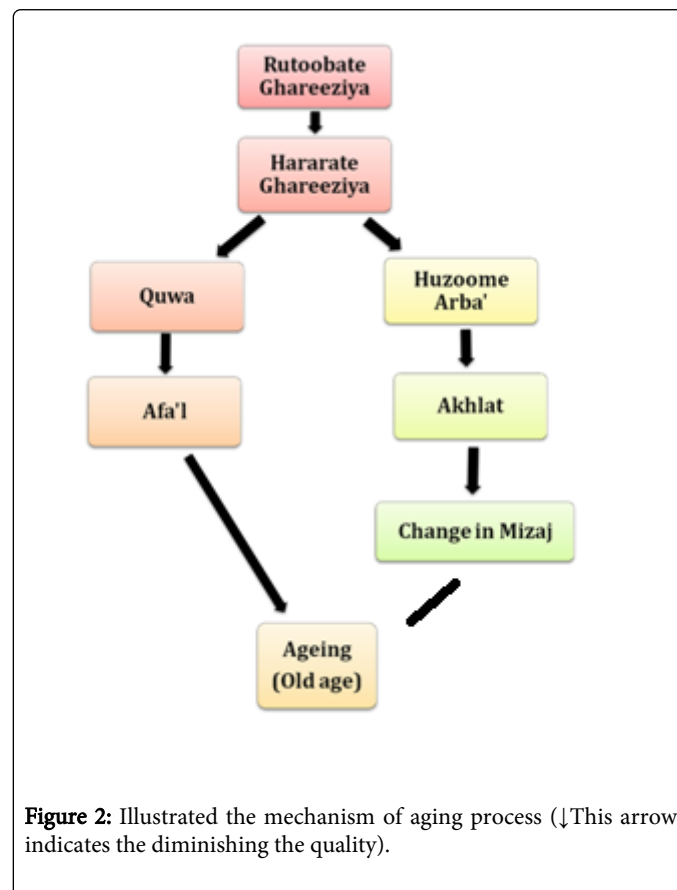 Rutoobate
Ghareeziya
Hararate
Ghareeziya
Quwa
Huzoome
Arba'
Afa'l
Akhlat
Change in Mizaj
Ageing
(Old age)
Figure 2: Illustrated the mechanism of aging process (↓This arrow
indicates the diminishing the quality).